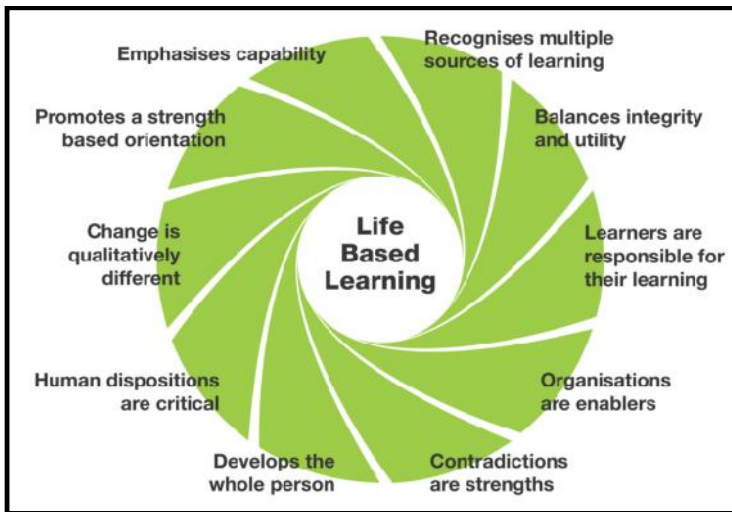 Life
Based
Learning
Recognises multiple
sources of learning
Balances integrity
and utility
Learners are
responsible for
their learning
Organisations
are enablers
Contradictions
are strengths
Develops the
whole person
Human dispositions
are critical
Change is
qualitatively
different
Promotes a strength
based orientation
Emphasises capability